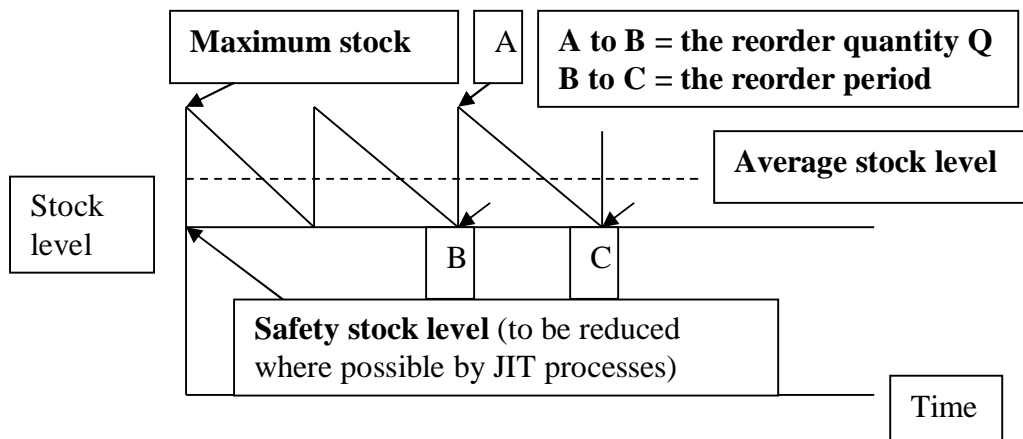 Maximum stock
A
A to B = the reorder quantity Q
B to C = the reorder period
Average stock level
Stock
level
B
C
Safety stock level (to be reduced
where possible by JIT processes)
Time